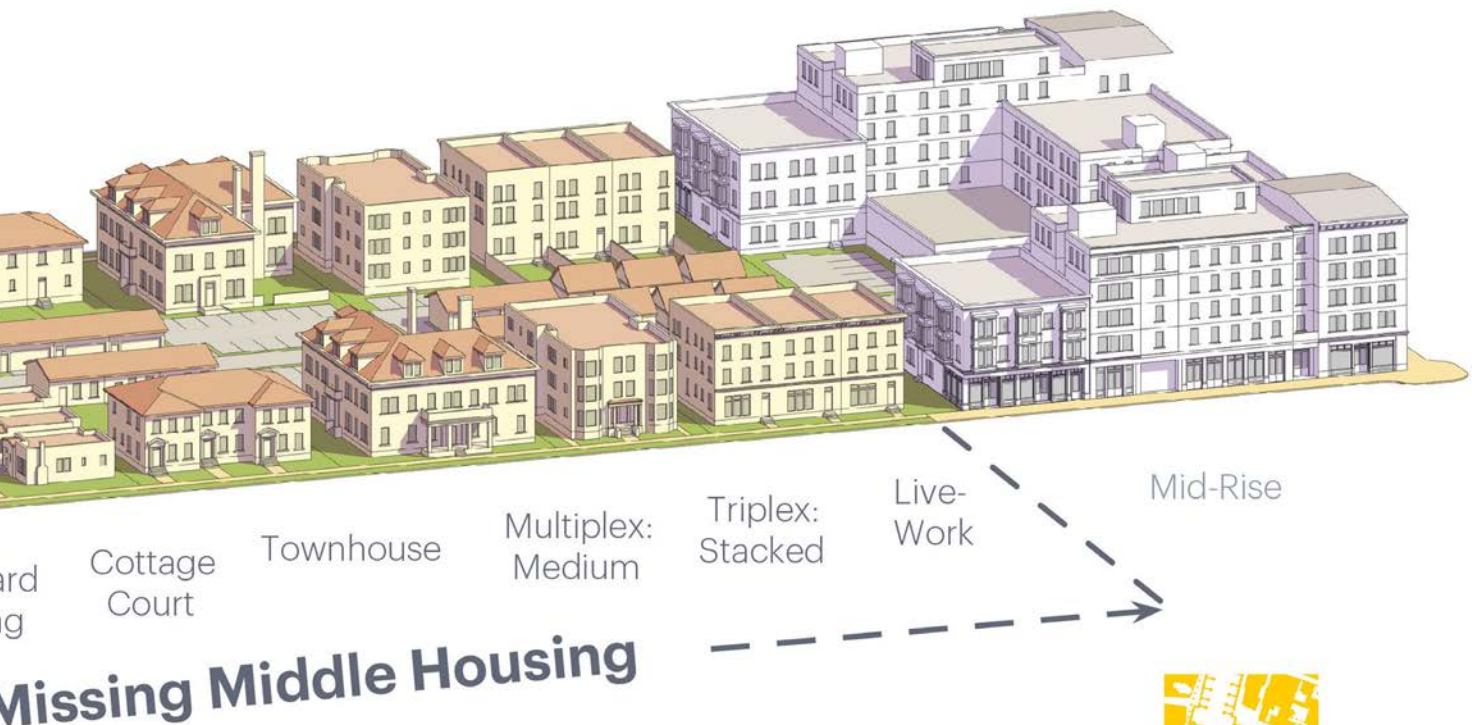 Cottage
Court
Townhouse
Multiplex:
Medium
Triplex:
Stacked
Live-
Work
Mid-Rise
Missing Middle Housing